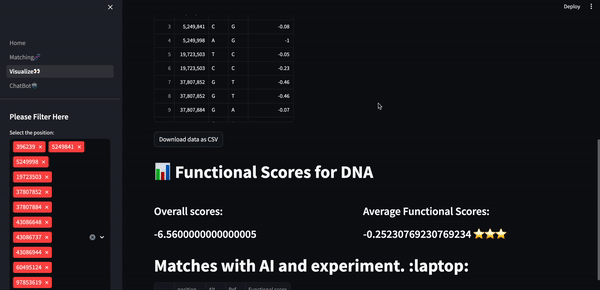 Deploy
Home
Matching🧬
Visualize👀
ChatBot🤖
Please Filter Here
Select the position:
396239 × 5249841 ×
5249998 ×
19723503 ×
37807852 ×
37807884 ×
43086648 ×
43086737 ×
43086944 ×
60495124 ×
97853619 ×
3 5,249,841 C G -0.08
4 5,249,998 A G -1
5 19,723,503 T C -0.05
6 19,723,503 C C -0.23
7 37,807,852 G T -0.46
8 37,807,852 G T -0.46
9 37,807,884 G A -0.07
Download data as CSV
📊 Functional Scores for DNA
Overall scores:
-6.5600000000000005
Average Functional Scores:
-0.25230769230769234 ⭐⭐⭐
Matches with AI and experiment. :laptop:
position Alt Ref Functional score